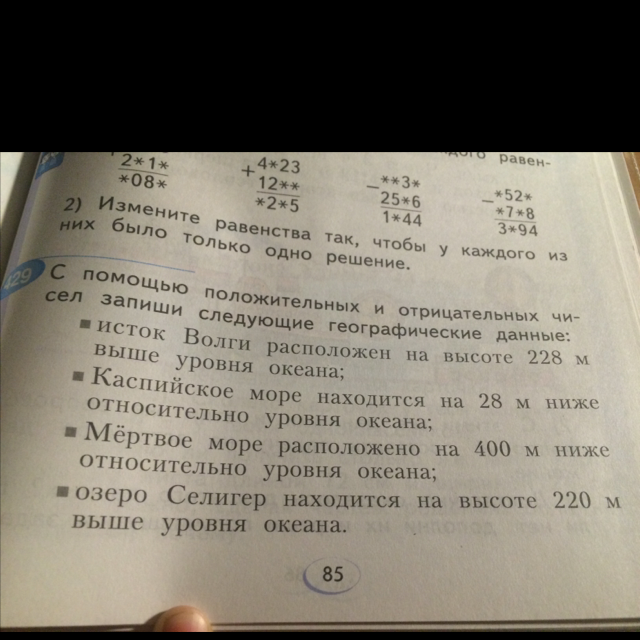 равен-
2*1*
*08*
+ 4*23
12**
*2*5
− **3*
25*6
1*44
− *52*
*7*8
3*94
2) Измените равенства так, чтобы у каждого из
них было только одно решение.
429 С помощью положительных и отрицательных чи-
сел запиши следующие географические данные:
▪ исток Волги расположен на высоте 228 м
выше уровня океана;
▪ Каспийское море находится на 28 м ниже
относительно уровня океана;
▪ Мёртвое море расположено на 400 м ниже
относительно уровня океана;
▪ озеро Селигер находится на высоте 220 м
выше уровня океана.
85